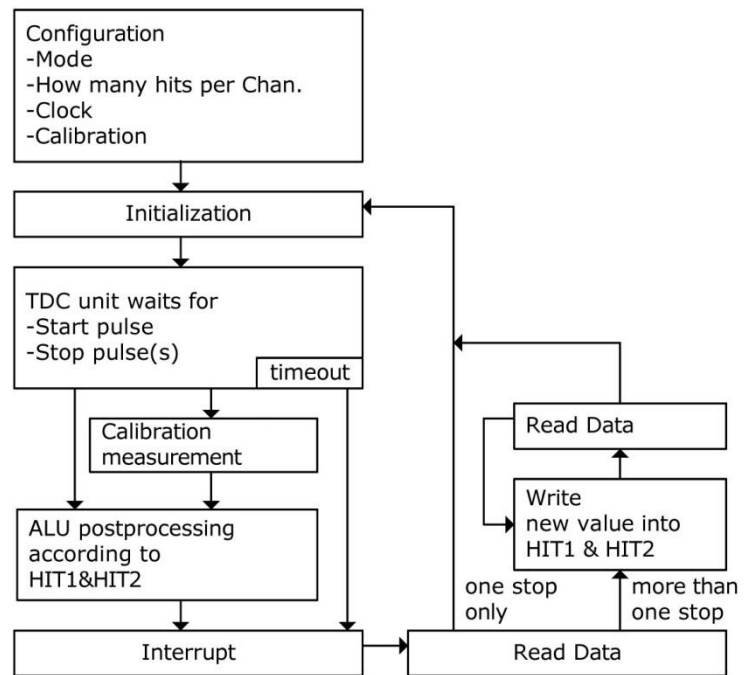 Configuration
-Mode
-How many hits per Chan.
-Clock
-Calibration
Initialization
TDC unit waits for
-Start pulse
-Stop pulse(s)
timeout
Calibration
measurement
ALU postprocessing
according to
HIT1&HIT2
Interrupt
Read Data
Write
new value into
HIT1 & HIT2
one stop
only
more than
one stop
Read Data